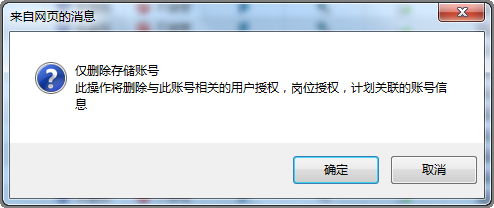 来自网页的消息
仅删除存储账号
此操作将删除与此账号相关的用户授权，岗位授权，计划关联的账号信
息
确定
取消